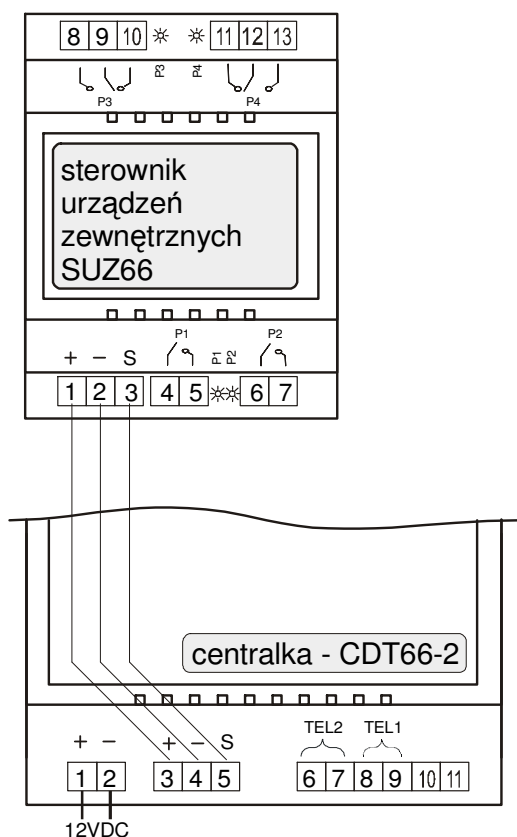 8 9 10 11 12 13
P3 P4
P3 P4
sterownik
urządzeń
zewnętrznych
SUZ66
P1 P2
+ – S P1 P2
1 2 3 4 5 6 7
centralka - CDT66-2
TEL2 TEL1
+ – + – S
1 2 3 4 5 6 7 8 9 10 11
12VDC